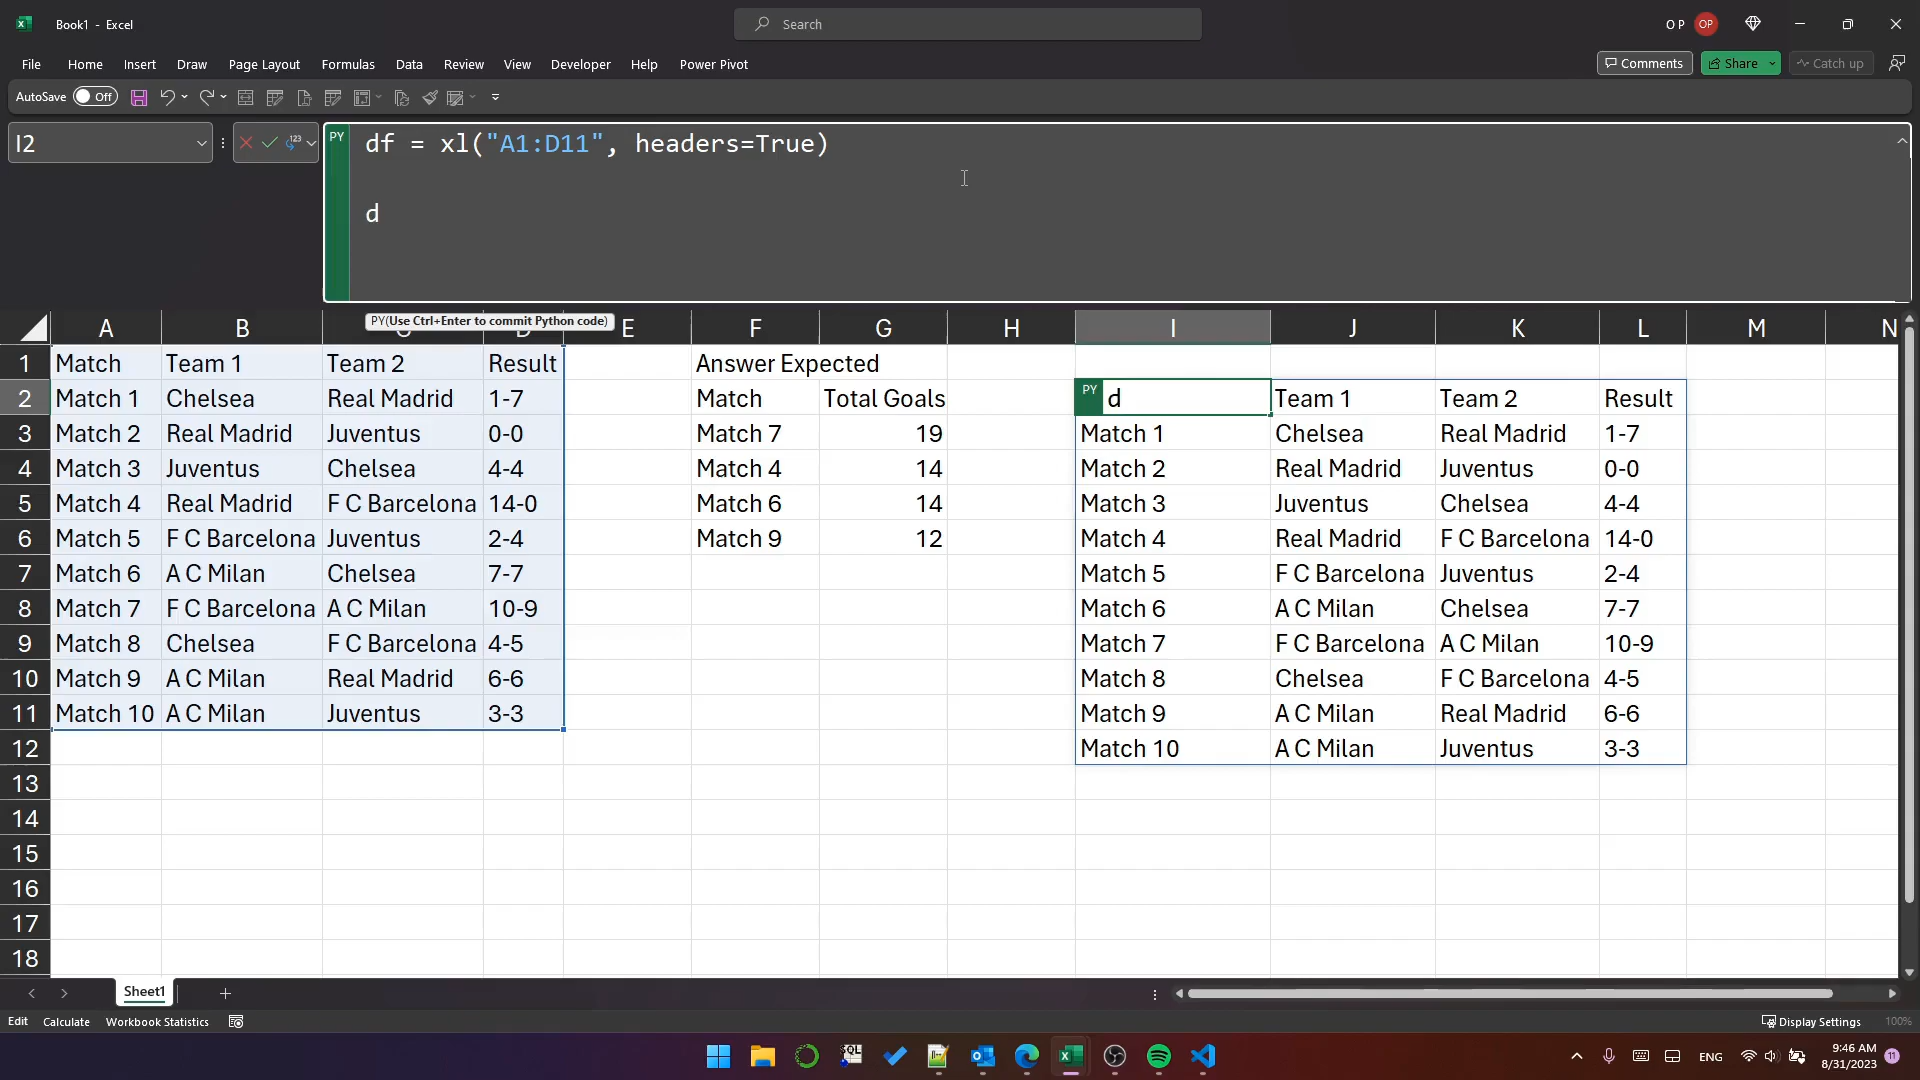 Book1 - Excel
Search
O P
OP
File Home Insert Draw Page Layout Formulas Data Review View Developer Help Power Pivot
Comments
Share
Catch up
AutoSave Off
I2
123
PY
df = xl("A1:D11", headers=True)
d
PY(Use Ctrl+Enter to commit Python code)
A B C D E F G H I J K L M N
1 Match Team 1 Team 2 Result Answer Expected
2 Match 1 Chelsea Real Madrid 1-7 Match Total Goals PY d Team 1 Team 2 Result
3 Match 2 Real Madrid Juventus 0-0 Match 7 19 Match 1 Chelsea Real Madrid 1-7
4 Match 3 Juventus Chelsea 4-4 Match 4 14 Match 2 Real Madrid Juventus 0-0
5 Match 4 Real Madrid F C Barcelona 14-0 Match 6 14 Match 3 Juventus Chelsea 4-4
6 Match 5 F C Barcelona Juventus 2-4 Match 9 12 Match 4 Real Madrid F C Barcelona 14-0
7 Match 6 A C Milan Chelsea 7-7 Match 5 F C Barcelona Juventus 2-4
8 Match 7 F C Barcelona A C Milan 10-9 Match 6 A C Milan Chelsea 7-7
9 Match 8 Chelsea F C Barcelona 4-5 Match 7 F C Barcelona A C Milan 10-9
10 Match 9 A C Milan Real Madrid 6-6 Match 8 Chelsea F C Barcelona 4-5
11 Match 10 A C Milan Juventus 3-3 Match 9 A C Milan Real Madrid 6-6
12 Match 10 A C Milan Juventus 3-3
13
14
15
16
17
18
Sheet1
Edit Calculate Workbook Statistics
Display Settings
100%
SQL
ENG
9:46 AM
8/31/2023
11